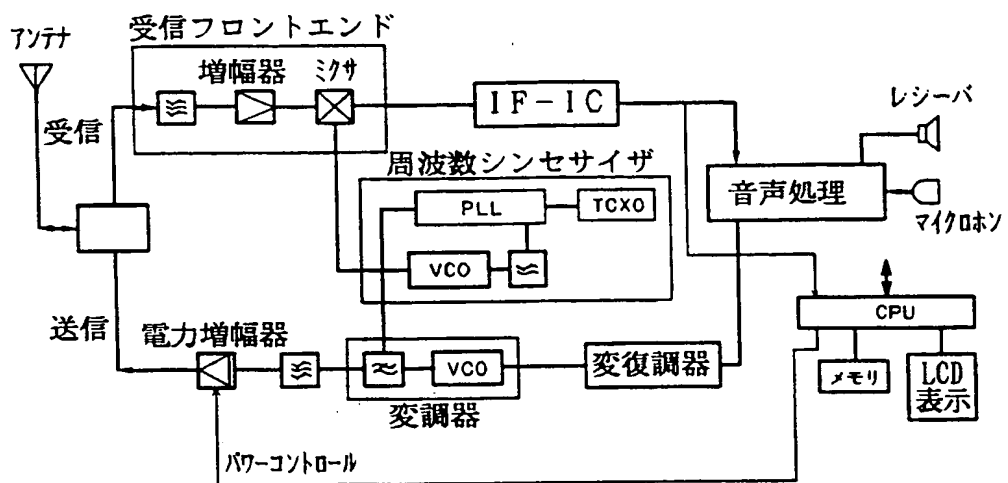 受信フロントエンド
アンテナ
増幅器
ミクサ
IF-IC
レシーバ
受信
周波数シンセサイザ
音声処理
PLL
TCXO
マイクロホン
VCO
CPU
送信
電力増幅器
変復調器
VCO
メモリ
LCD
表示
変調器
パワーコントロール